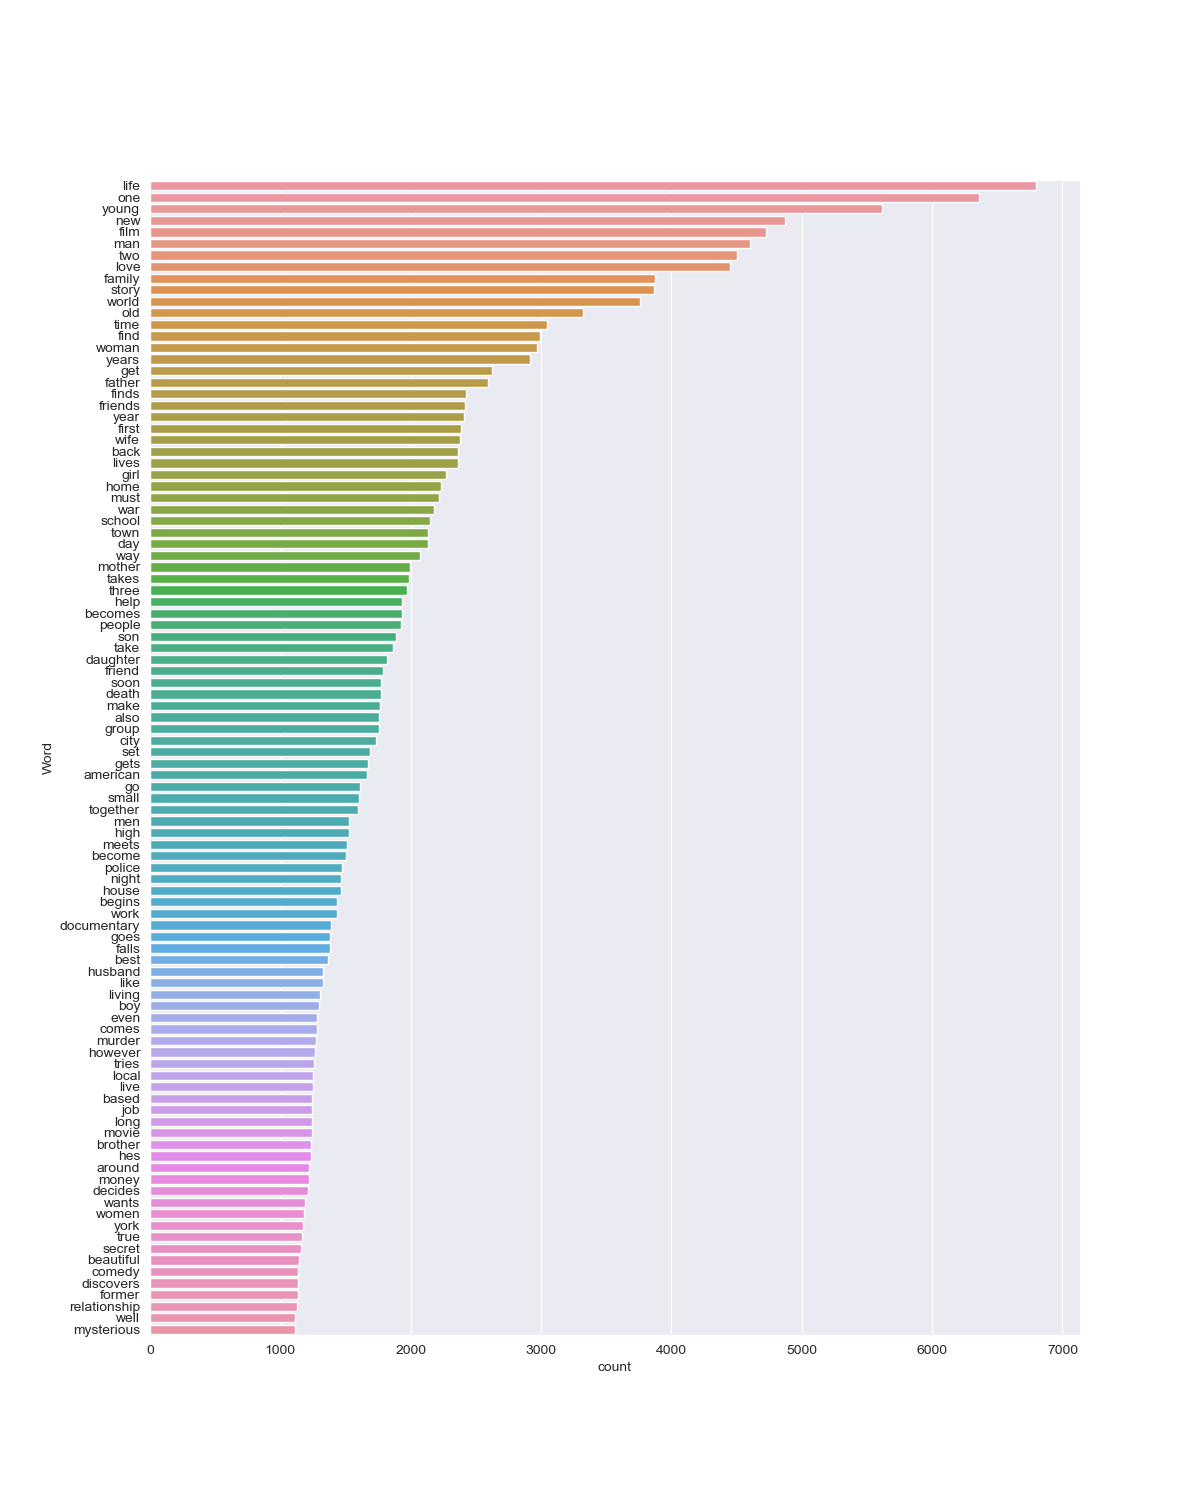 life
one
young
new
film
man
two
love
family
story
world
old
time
find
woman
years
get
father
finds
friends
year
first
wife
back
lives
girl
home
must
war
school
town
day
way
mother
takes
three
help
becomes
people
son
take
daughter
friend
soon
death
make
also
group
city
set
gets
american
go
small
together
men
high
meets
become
police
night
house
begins
work
documentary
goes
falls
best
husband
like
living
boy
even
comes
murder
however
tries
local
live
based
job
long
movie
brother
hes
around
money
decides
wants
women
york
true
secret
beautiful
comedy
discovers
former
relationship
well
mysterious
Word
0 1000 2000 3000 4000 5000 6000 7000
count